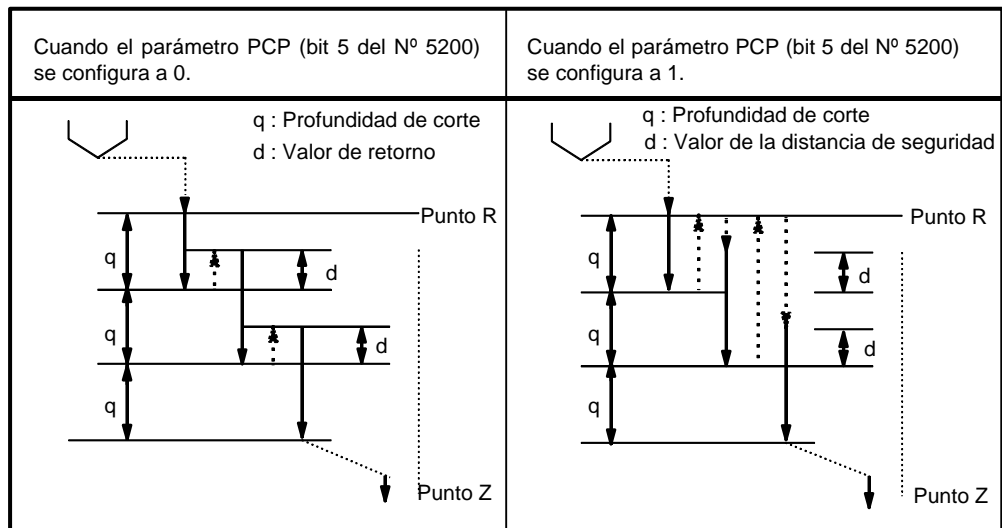 Cuando el parámetro PCP (bit 5 del Nº 5200)
se configura a 0.
Cuando el parámetro PCP (bit 5 del Nº 5200)
se configura a 1.
q : Profundidad de corte
d : Valor de retorno
Punto R
q
d
q
d
q
Punto Z
q : Profundidad de corte
d : Valor de la distancia de seguridad
Punto R
q
d
q
d
q
Punto Z